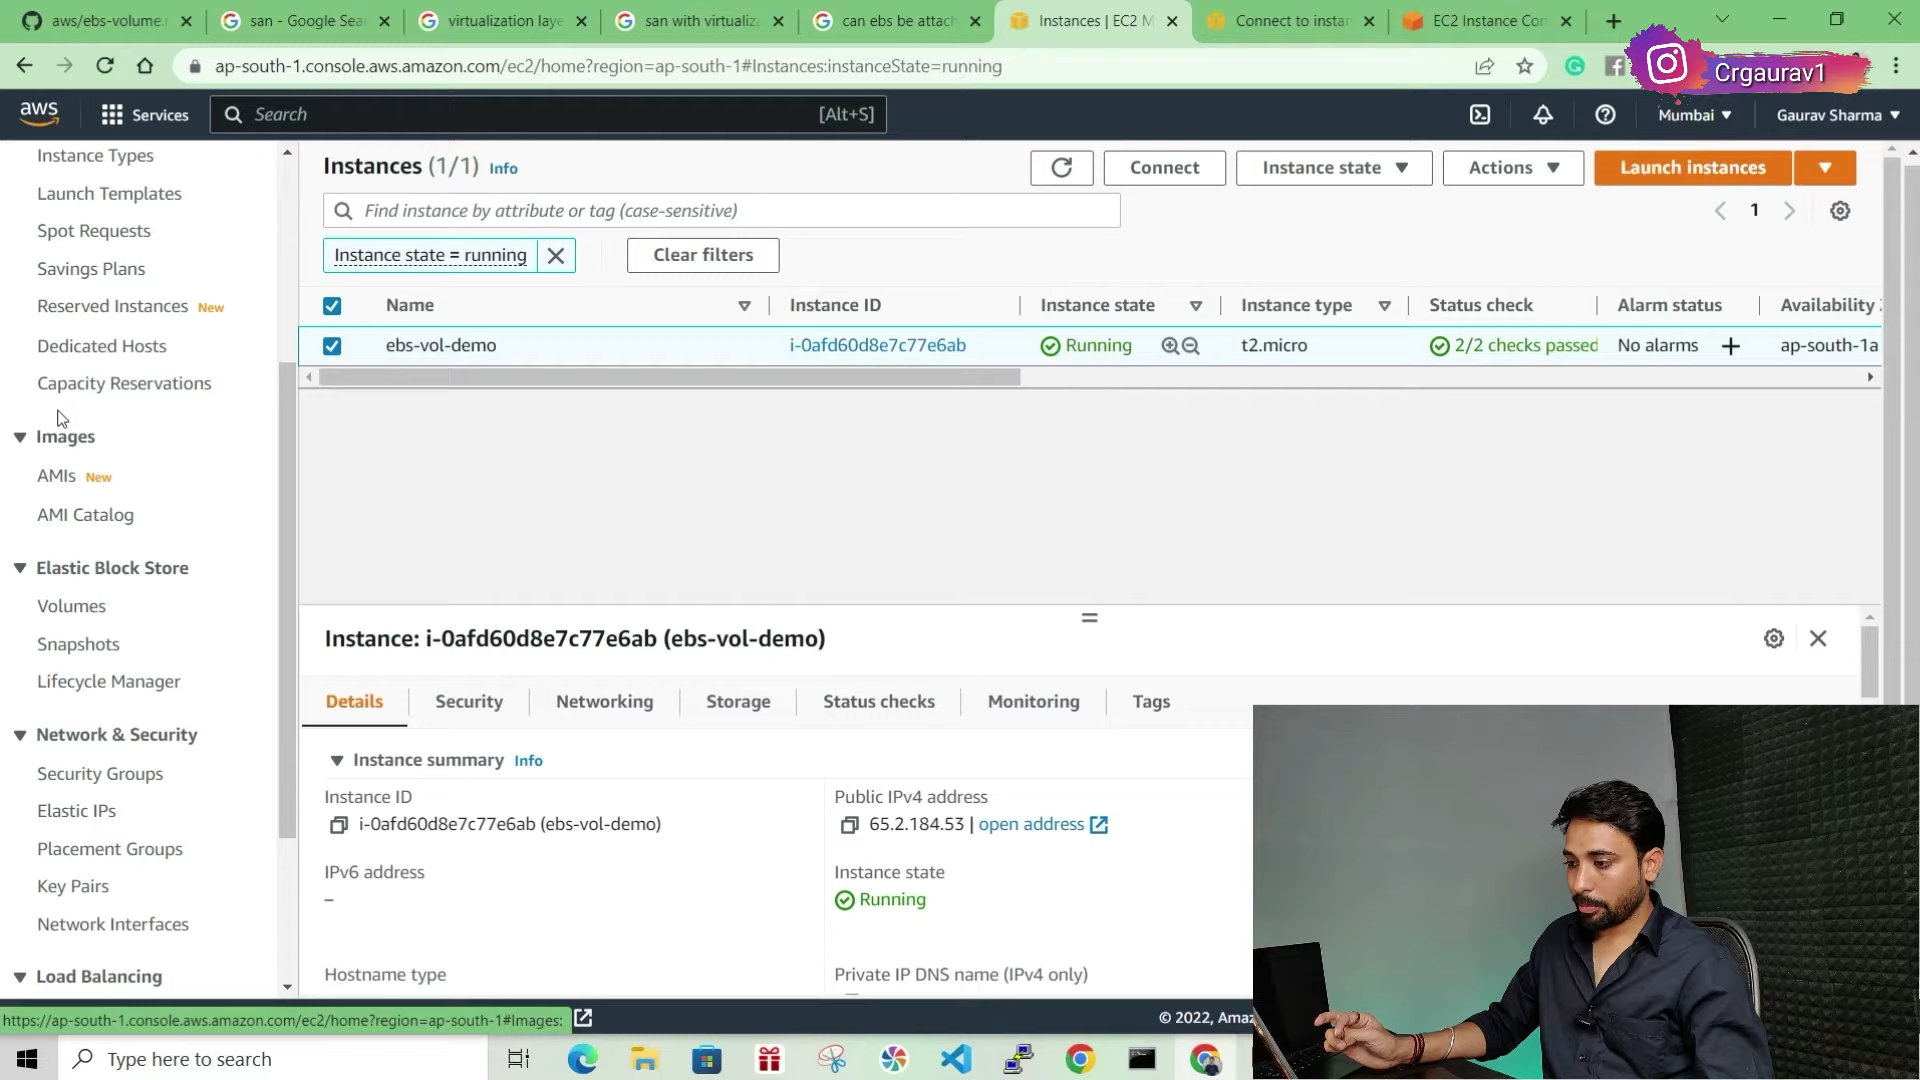 aws/ebs-volume.
san - Google Sea
virtualization laye
san with virtualiz
can ebs be attach
Instances | EC2 M
Connect to instan
EC2 Instance Con
ap-south-1.console.aws.amazon.com/ec2/home?region=ap-south-1#Instances:instanceState=running
Crgaurav1
aws
Services
Search
[Alt+S]
Mumbai
Gaurav Sharma
Instance Types
Launch Templates
Spot Requests
Savings Plans
Reserved Instances New
Dedicated Hosts
Capacity Reservations
Images
AMIs New
AMI Catalog
Elastic Block Store
Volumes
Snapshots
Lifecycle Manager
Network & Security
Security Groups
Elastic IPs
Placement Groups
Key Pairs
Network Interfaces
Load Balancing
Instances (1/1) Info
Connect
Instance state
Actions
Launch instances
Find instance by attribute or tag (case-sensitive)
1
Instance state = running
Clear filters
Name
Instance ID
Instance state
Instance type
Status check
Alarm status
Availability
ebs-vol-demo
i-0afd60d8e7c77e6ab
Running
t2.micro
2/2 checks passed
No alarms
ap-south-1a
Instance: i-0afd60d8e7c77e6ab (ebs-vol-demo)
Details
Security
Networking
Storage
Status checks
Monitoring
Tags
Instance summary Info
Instance ID
i-0afd60d8e7c77e6ab (ebs-vol-demo)
Public IPv4 address
65.2.184.53 | open address
IPv6 address
–
Instance state
Running
Hostname type
Private IP DNS name (IPv4 only)
https://ap-south-1.console.aws.amazon.com/ec2/home?region=ap-south-1#Images:
© 2022, Amaz
Type here to search